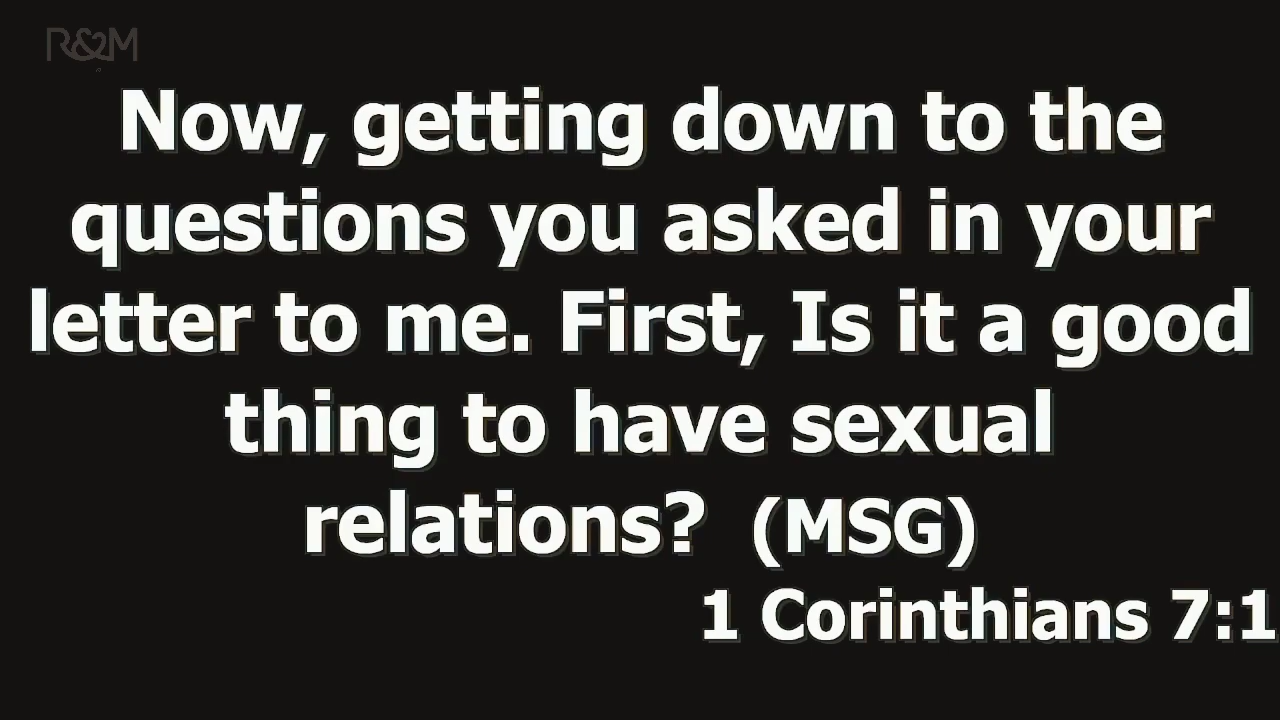 R&M
Now, getting down to the
questions you asked in your
letter to me. First, Is it a good
thing to have sexual
relations? (MSG)
1 Corinthians 7:1